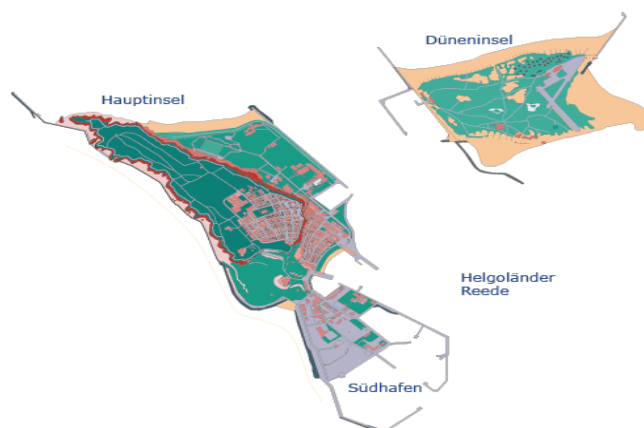 Düneninsel
Hauptinsel
Helgoländer
Reede
Südhafen